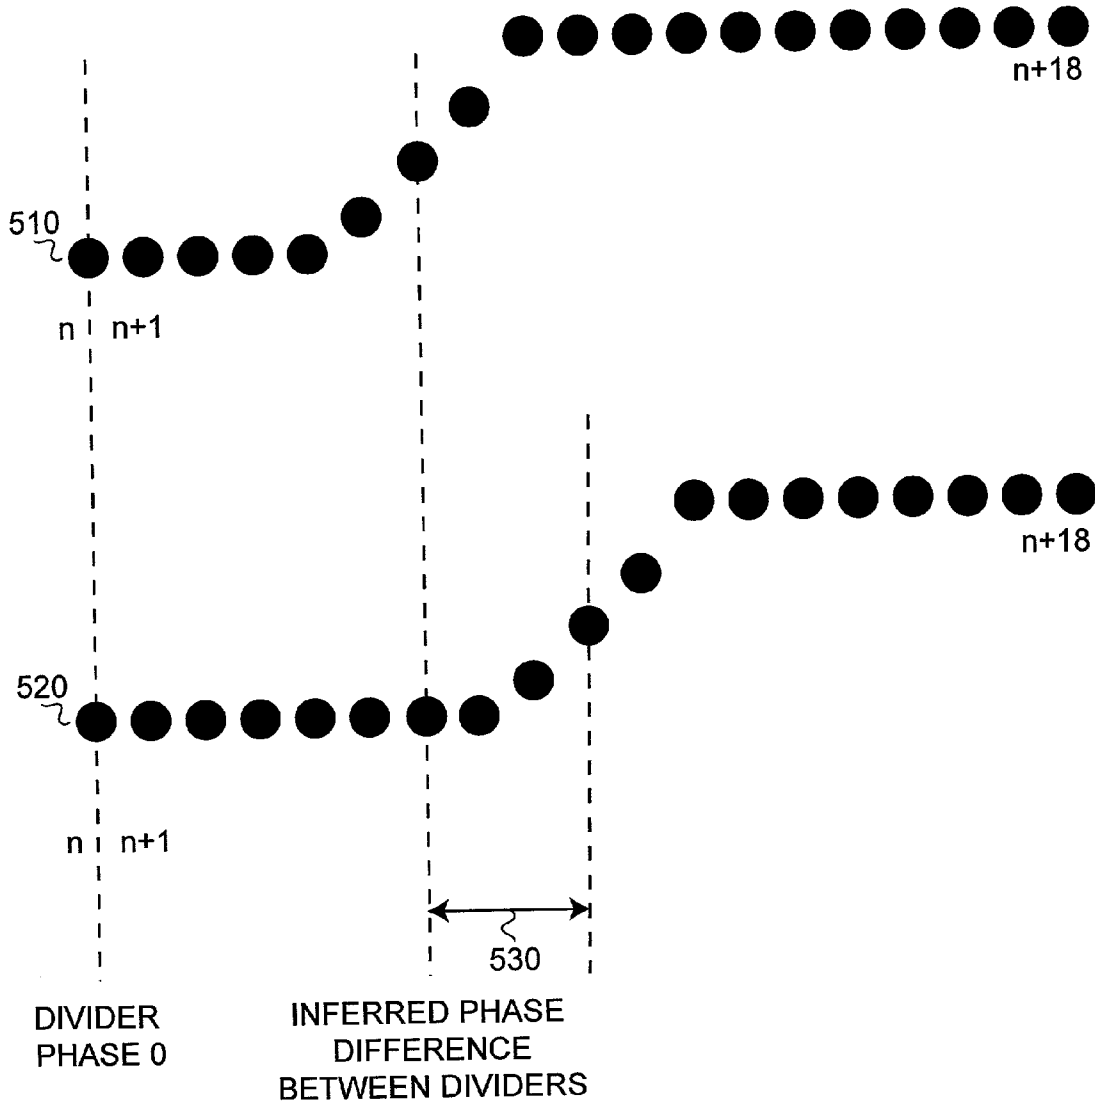 n+18
510
n n+1
n+18
520
n n+1
530
DIVIDER
PHASE 0
INFERRED PHASE
DIFFERENCE
BETWEEN DIVIDERS